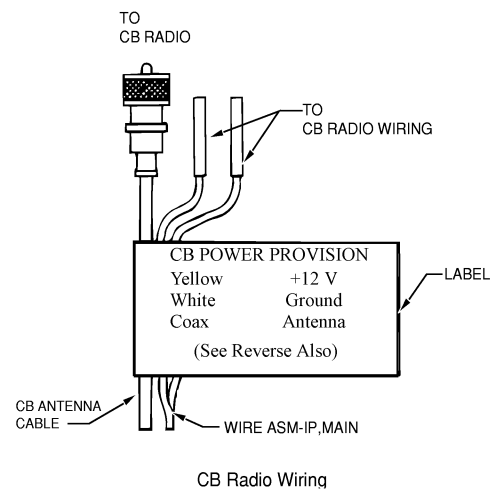 TO
CB RADIO
TO
CB RADIO WIRING
CB POWER PROVISION
Yellow +12 V
White Ground
Coax Antenna
(See Reverse Also)
LABEL
CB ANTENNA
CABLE
WIRE ASM-IP,MAIN
CB Radio Wiring